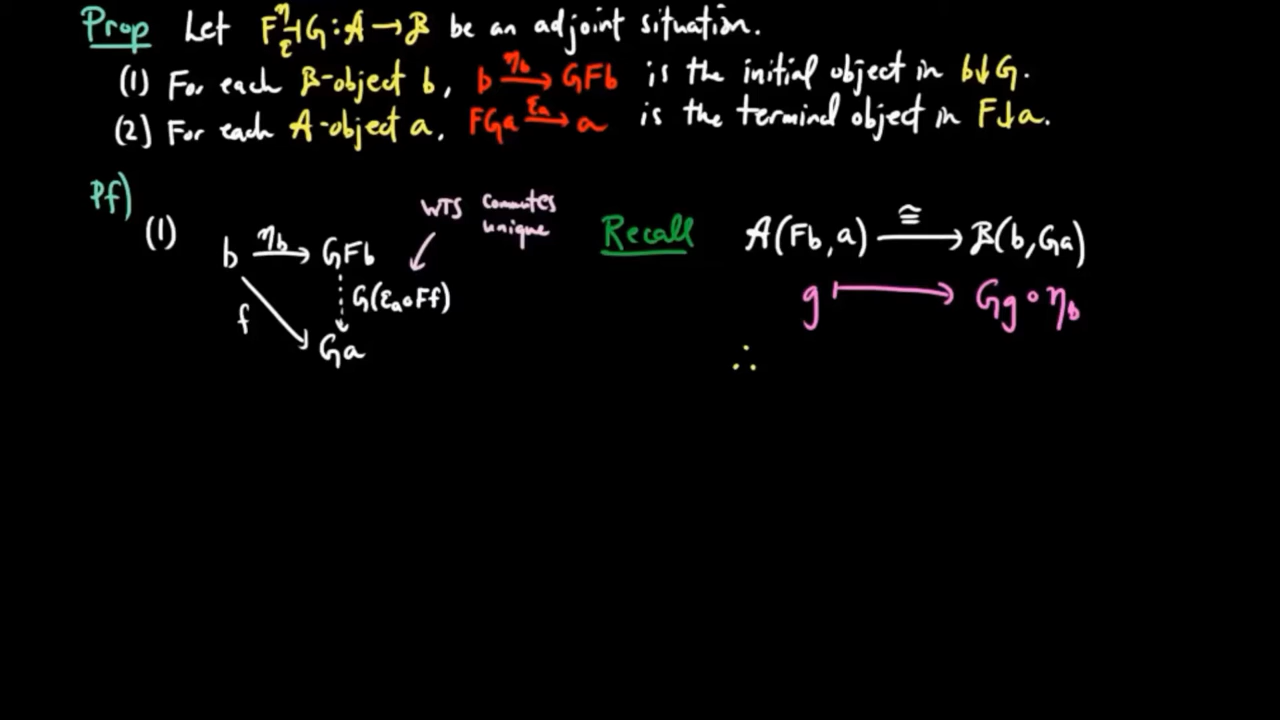 Prop Let F η⊣ε G : A → B be an adjoint situation.
(1) For each B-object b, b —ηb→ GFb is the initial object in b↓G.
(2) For each A-object a, FGa —εa→ a is the terminal object in F↓a.
Pf)
WTS commutes unique
(1) b —ηb→ GFb
f G(εa∘Ff)
Ga
Recall A(Fb, a) —≅→ B(b, Ga)
g ↦ Gg ∘ ηb
∴